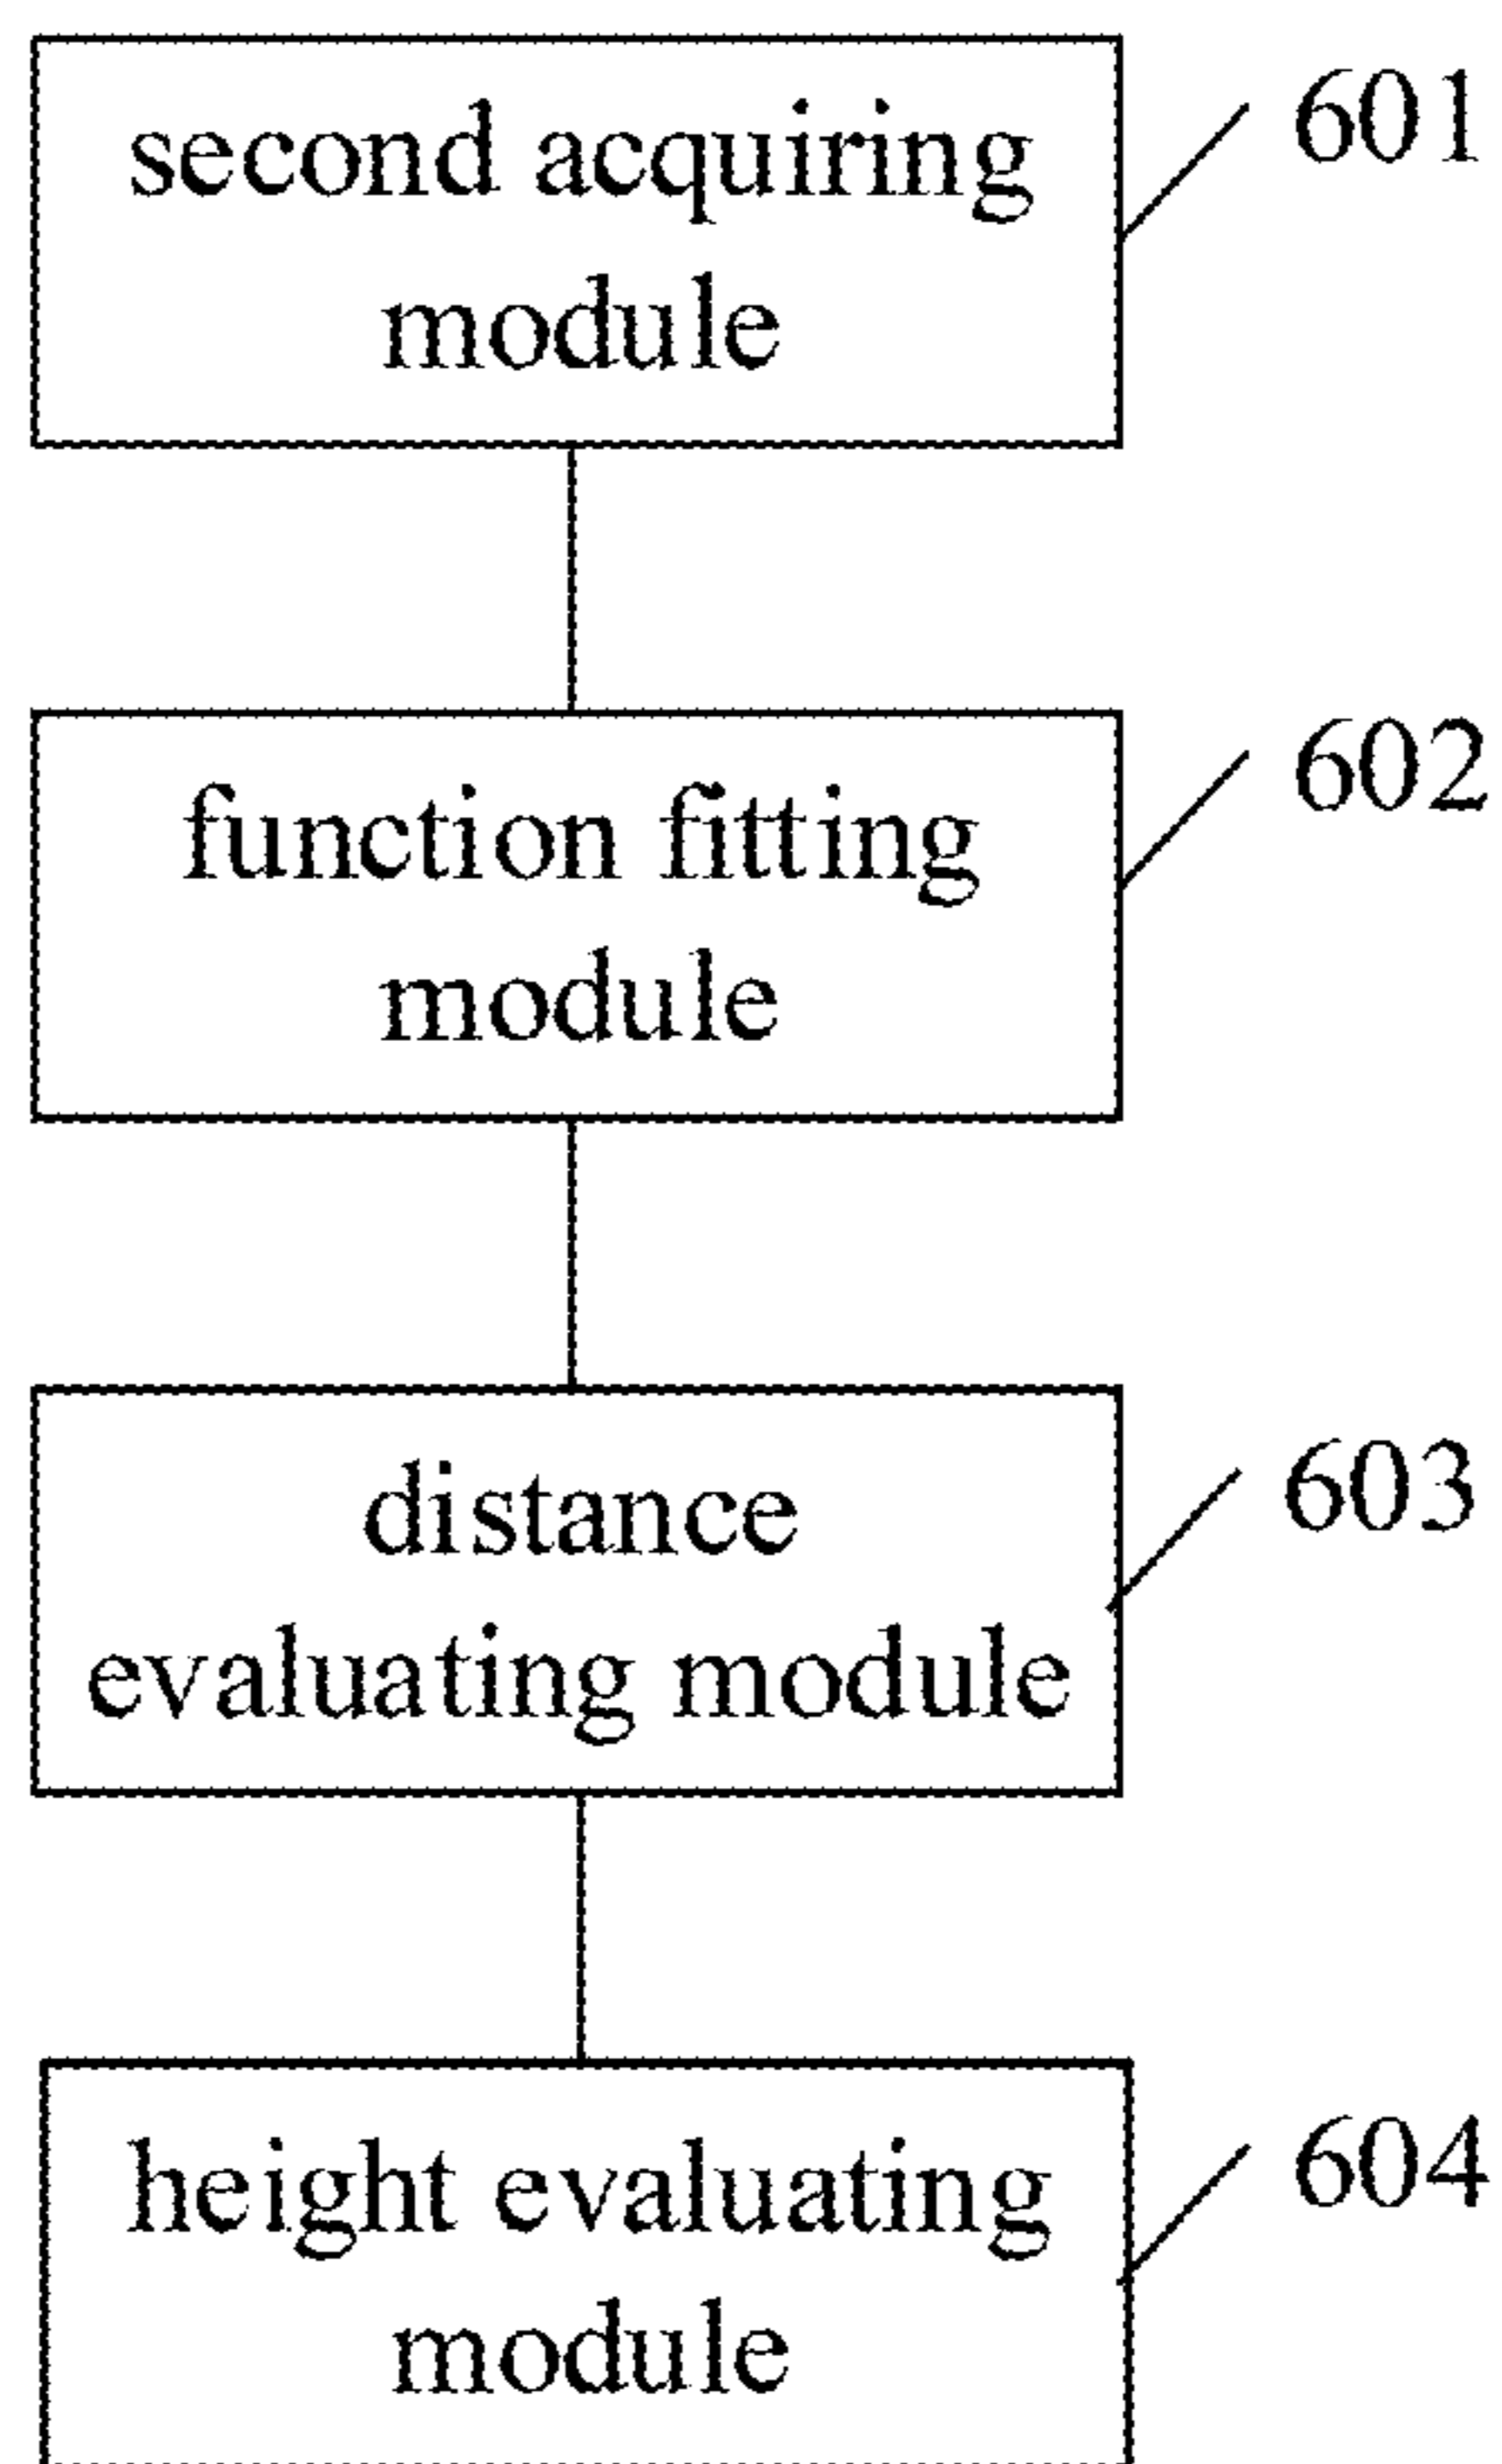 second acquiring
module
601
function fitting
module
602
distance
evaluating module
603
height evaluating
module
604